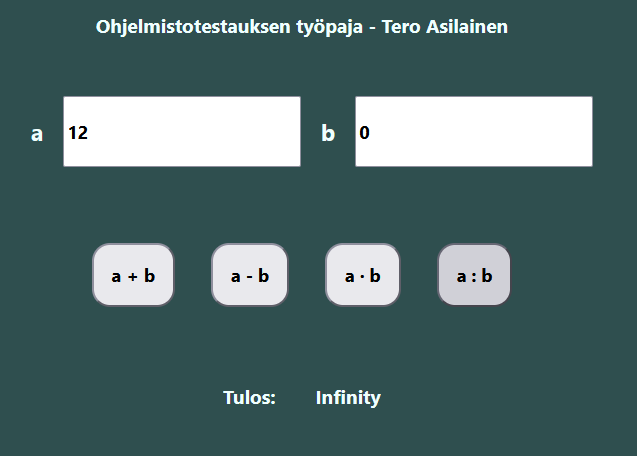 Ohjelmistotestauksen työpaja - Tero Asilainen
a 12 b 0
a + b a - b a · b a : b
Tulos: Infinity